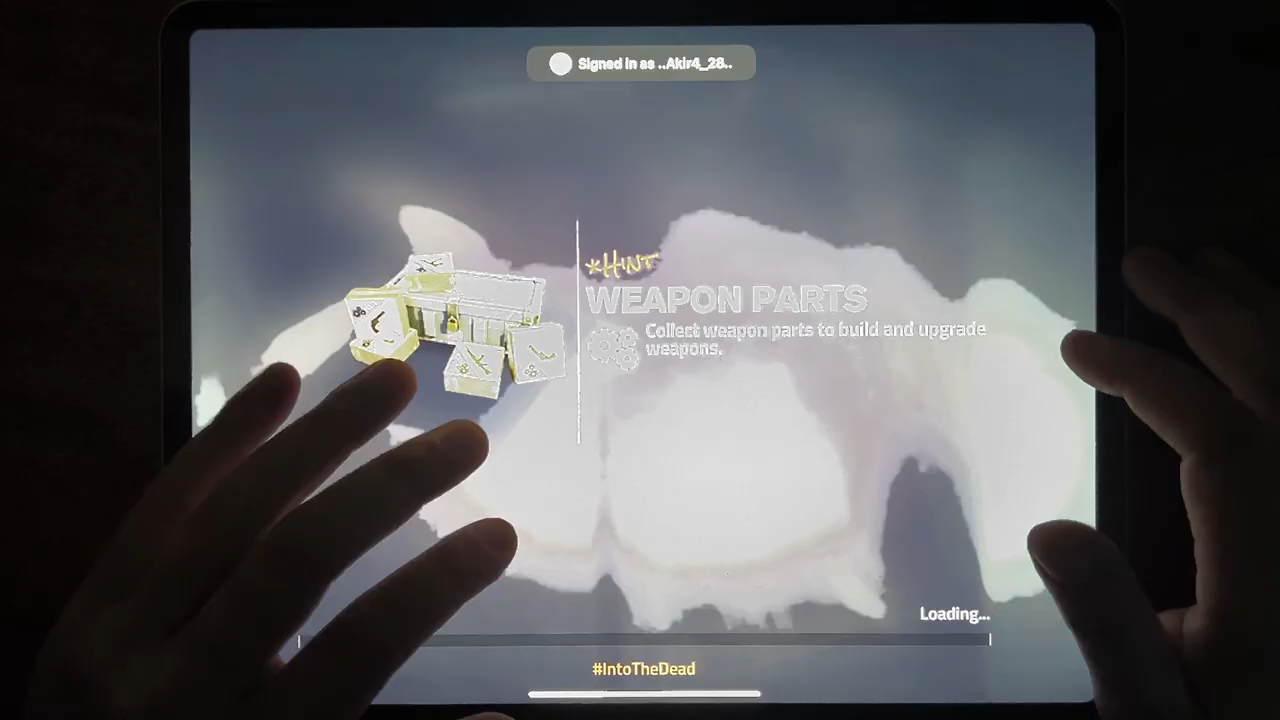 Signed in as ..Akir4_28..
*HINT
WEAPON PARTS
Collect weapon parts to build and upgrade
weapons.
Loading...
#IntoTheDead